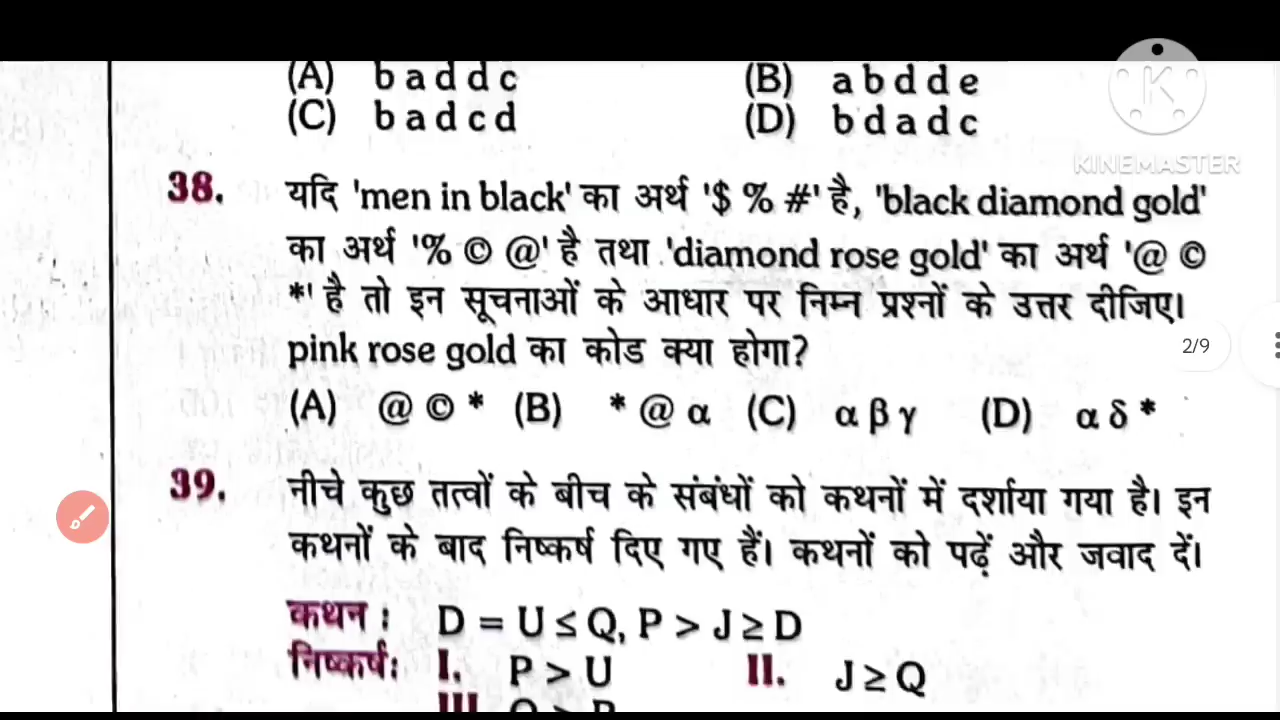 (A) b a d d c (B) a b d d e
(C) b a d c d (D) b d a d c
KINEMASTER
38. यदि 'men in black' का अर्थ '$ % #' है, 'black diamond gold'
का अर्थ '% © @' है तथा 'diamond rose gold' का अर्थ '@ ©
*' है तो इन सूचनाओं के आधार पर निम्न प्रश्नों के उत्तर दीजिए।
2/9
pink rose gold का कोड क्या होगा?
(A) @ © * (B) * @ α (C) α β γ (D) α δ *
39. नीचे कुछ तत्वों के बीच के संबंधों को कथनों में दर्शाया गया है। इन
कथनों के बाद निष्कर्ष दिए गए हैं। कथनों को पढ़ें और जवाब दें।
कथन : D = U ≤ Q, P > J ≥ D
निष्कर्षः I. P > U II. J ≥ Q
III